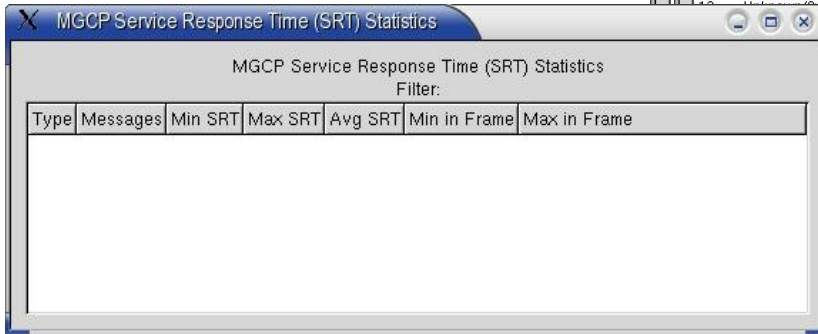 MGCP Service Response Time (SRT) Statistics
MGCP Service Response Time (SRT) Statistics
Filter:
Type Messages Min SRT Max SRT Avg SRT Min in Frame Max in Frame